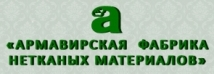 а
«АРМАВИРСКАЯ ФАБРИКА
НЕТКАНЫХ МАТЕРИАЛОВ»